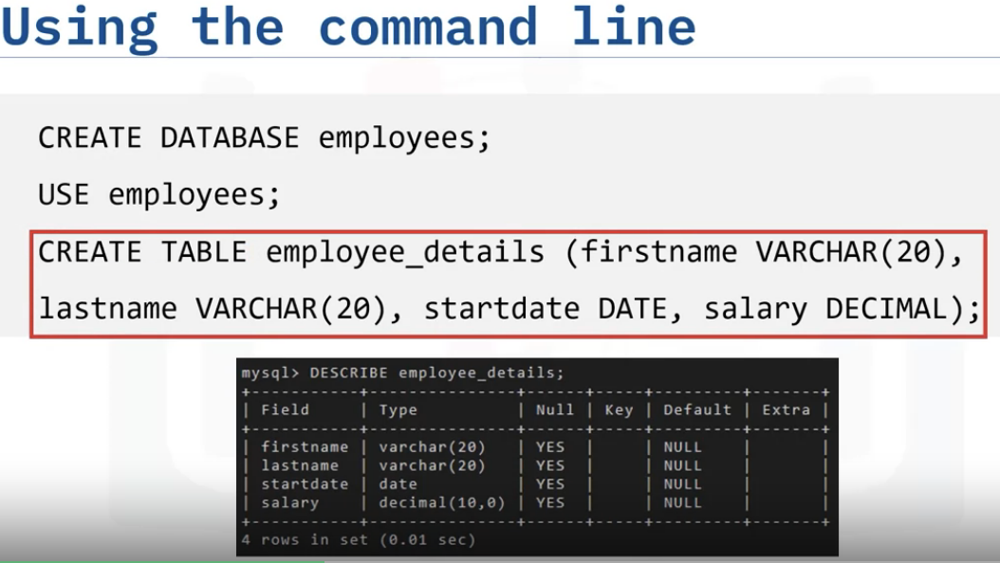 Using the command line
CREATE DATABASE employees;
USE employees;
CREATE TABLE employee_details (firstname VARCHAR(20),
lastname VARCHAR(20), startdate DATE, salary DECIMAL);
mysql> DESCRIBE employee_details;
+-----------+---------------+------+-----+---------+-------+
| Field     | Type          | Null | Key | Default | Extra |
+-----------+---------------+------+-----+---------+-------+
| firstname | varchar(20)   | YES  |     | NULL    |       |
| lastname  | varchar(20)   | YES  |     | NULL    |       |
| startdate | date          | YES  |     | NULL    |       |
| salary    | decimal(10,0) | YES  |     | NULL    |       |
+-----------+---------------+------+-----+---------+-------+
4 rows in set (0.01 sec)